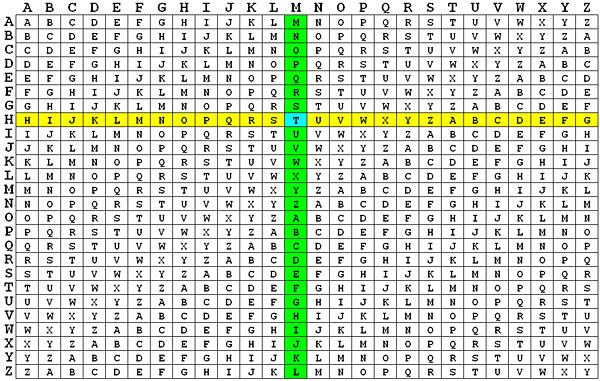 A B C D E F G H I J K L M N O P Q R S T U V W X Y Z
A A B C D E F G H I J K L M N O P Q R S T U V W X Y Z
B B C D E F G H I J K L M N O P Q R S T U V W X Y Z A
C C D E F G H I J K L M N O P Q R S T U V W X Y Z A B
D D E F G H I J K L M N O P Q R S T U V W X Y Z A B C
E E F G H I J K L M N O P Q R S T U V W X Y Z A B C D
F F G H I J K L M N O P Q R S T U V W X Y Z A B C D E
G G H I J K L M N O P Q R S T U V W X Y Z A B C D E F
H H I J K L M N O P Q R S T U V W X Y Z A B C D E F G
I I J K L M N O P Q R S T U V W X Y Z A B C D E F G H
J J K L M N O P Q R S T U V W X Y Z A B C D E F G H I
K K L M N O P Q R S T U V W X Y Z A B C D E F G H I J
L L M N O P Q R S T U V W X Y Z A B C D E F G H I J K
M M N O P Q R S T U V W X Y Z A B C D E F G H I J K L
N N O P Q R S T U V W X Y Z A B C D E F G H I J K L M
O O P Q R S T U V W X Y Z A B C D E F G H I J K L M N
P P Q R S T U V W X Y Z A B C D E F G H I J K L M N O
Q Q R S T U V W X Y Z A B C D E F G H I J K L M N O P
R R S T U V W X Y Z A B C D E F G H I J K L M N O P Q
S S T U V W X Y Z A B C D E F G H I J K L M N O P Q R
T T U V W X Y Z A B C D E F G H I J K L M N O P Q R S
U U V W X Y Z A B C D E F G H I J K L M N O P Q R S T
V V W X Y Z A B C D E F G H I J K L M N O P Q R S T U
W W X Y Z A B C D E F G H I J K L M N O P Q R S T U V
X X Y Z A B C D E F G H I J K L M N O P Q R S T U V W
Y Y Z A B C D E F G H I J K L M N O P Q R S T U V W X
Z Z A B C D E F G H I J K L M N O P Q R S T U V W X Y